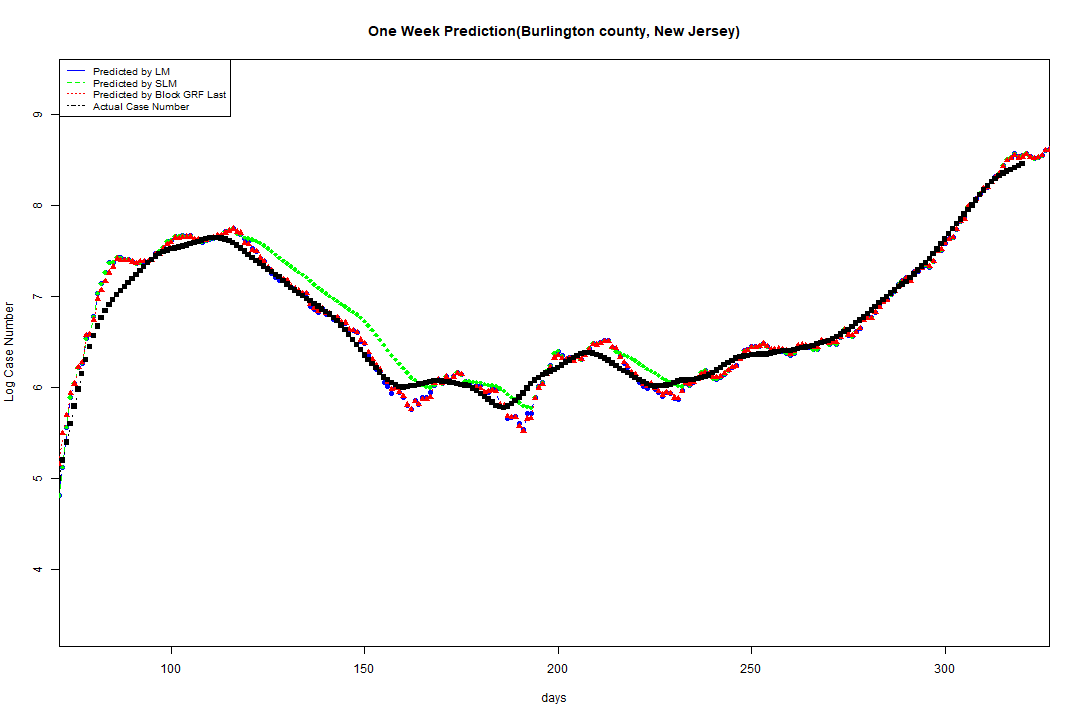 One Week Prediction(Burlington county, New Jersey)
Predicted by LM
Predicted by SLM
Predicted by Block GRF Last
Actual Case Number
9
8
7
6
5
4
Log Case Number
100 150 200 250 300
days